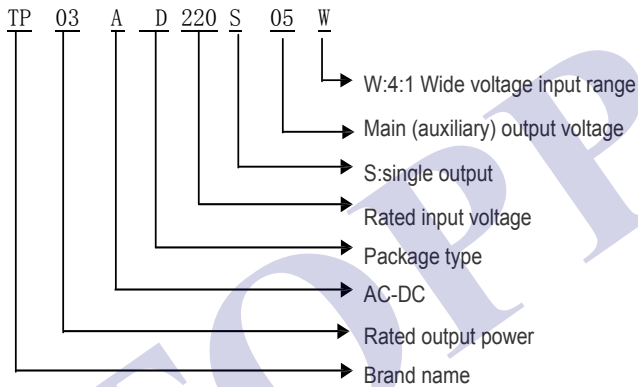 TP 03 A D 220 S 05 W
W:4:1 Wide voltage input range
Main (auxiliary) output voltage
S:single output
Rated input voltage
Package type
AC-DC
Rated output power
Brand name